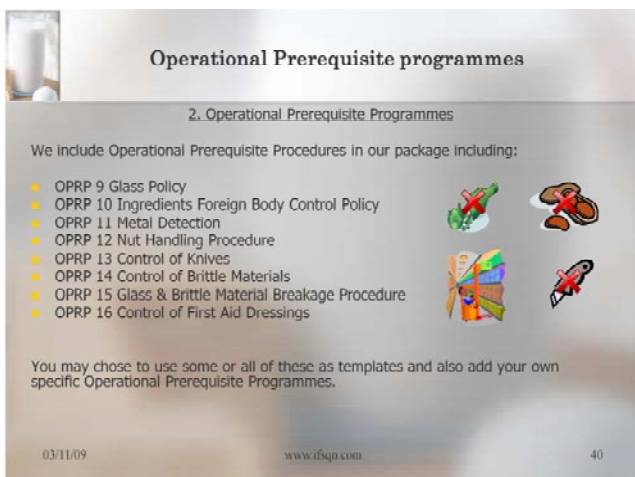 Operational Prerequisite programmes
2. Operational Prerequisite Programmes
We include Operational Prerequisite Procedures in our package including:
OPRP 9 Glass Policy
OPRP 10 Ingredients Foreign Body Control Policy
OPRP 11 Metal Detection
OPRP 12 Nut Handling Procedure
OPRP 13 Control of Knives
OPRP 14 Control of Brittle Materials
OPRP 15 Glass & Brittle Material Breakage Procedure
OPRP 16 Control of First Aid Dressings
You may chose to use some or all of these as templates and also add your own
specific Operational Prerequisite Programmes.
03/11/09
www.ifsqn.com
40